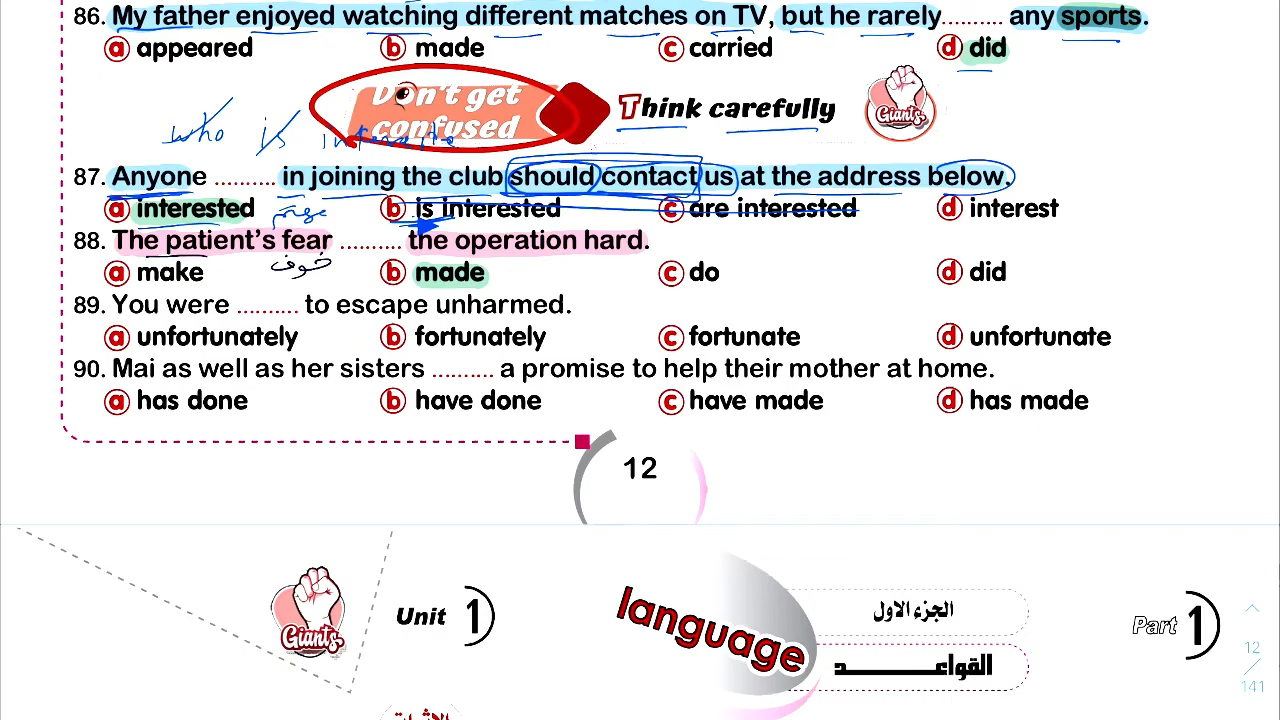 86. My father enjoyed watching different matches on TV, but he rarely.......... any sports.
ⓐ appeared ⓑ made ⓒ carried ⓓ did
Don't get
confused
Think carefully
Giants
who is
87. Anyone .......... in joining the club should contact us at the address below.
ⓐ interested ⓑ is interested ⓒ are interested ⓓ interest
88. The patient's fear .......... the operation hard.
خوف
ⓐ make ⓑ made ⓒ do ⓓ did
89. You were .......... to escape unharmed.
ⓐ unfortunately ⓑ fortunately ⓒ fortunate ⓓ unfortunate
90. Mai as well as her sisters .......... a promise to help their mother at home.
ⓐ has done ⓑ have done ⓒ have made ⓓ has made
12
Giants
Unit 1
language
الجزء الاول
القواعـــــــد
Part 1
12
141